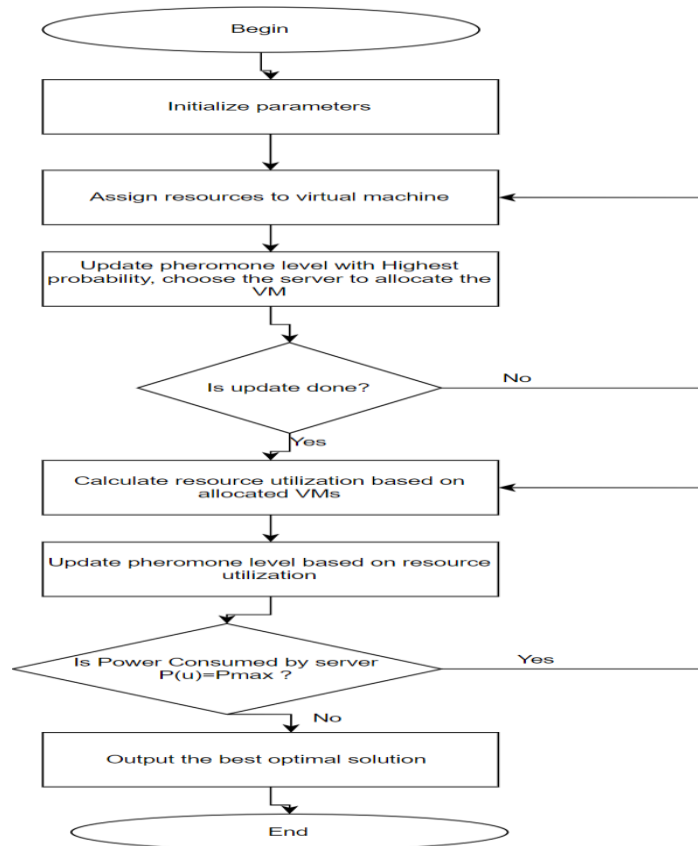 Begin
Initialize parameters
Assign resources to virtual machine
Update pheromone level with Highest
probability, choose the server to allocate the
VM
Is update done?
No
Yes
Calculate resource utilization based on
allocated VMs
Update pheromone level based on resource
utilization
Is Power Consumed by server
P(u)=Pmax ?
Yes
No
Output the best optimal solution
End